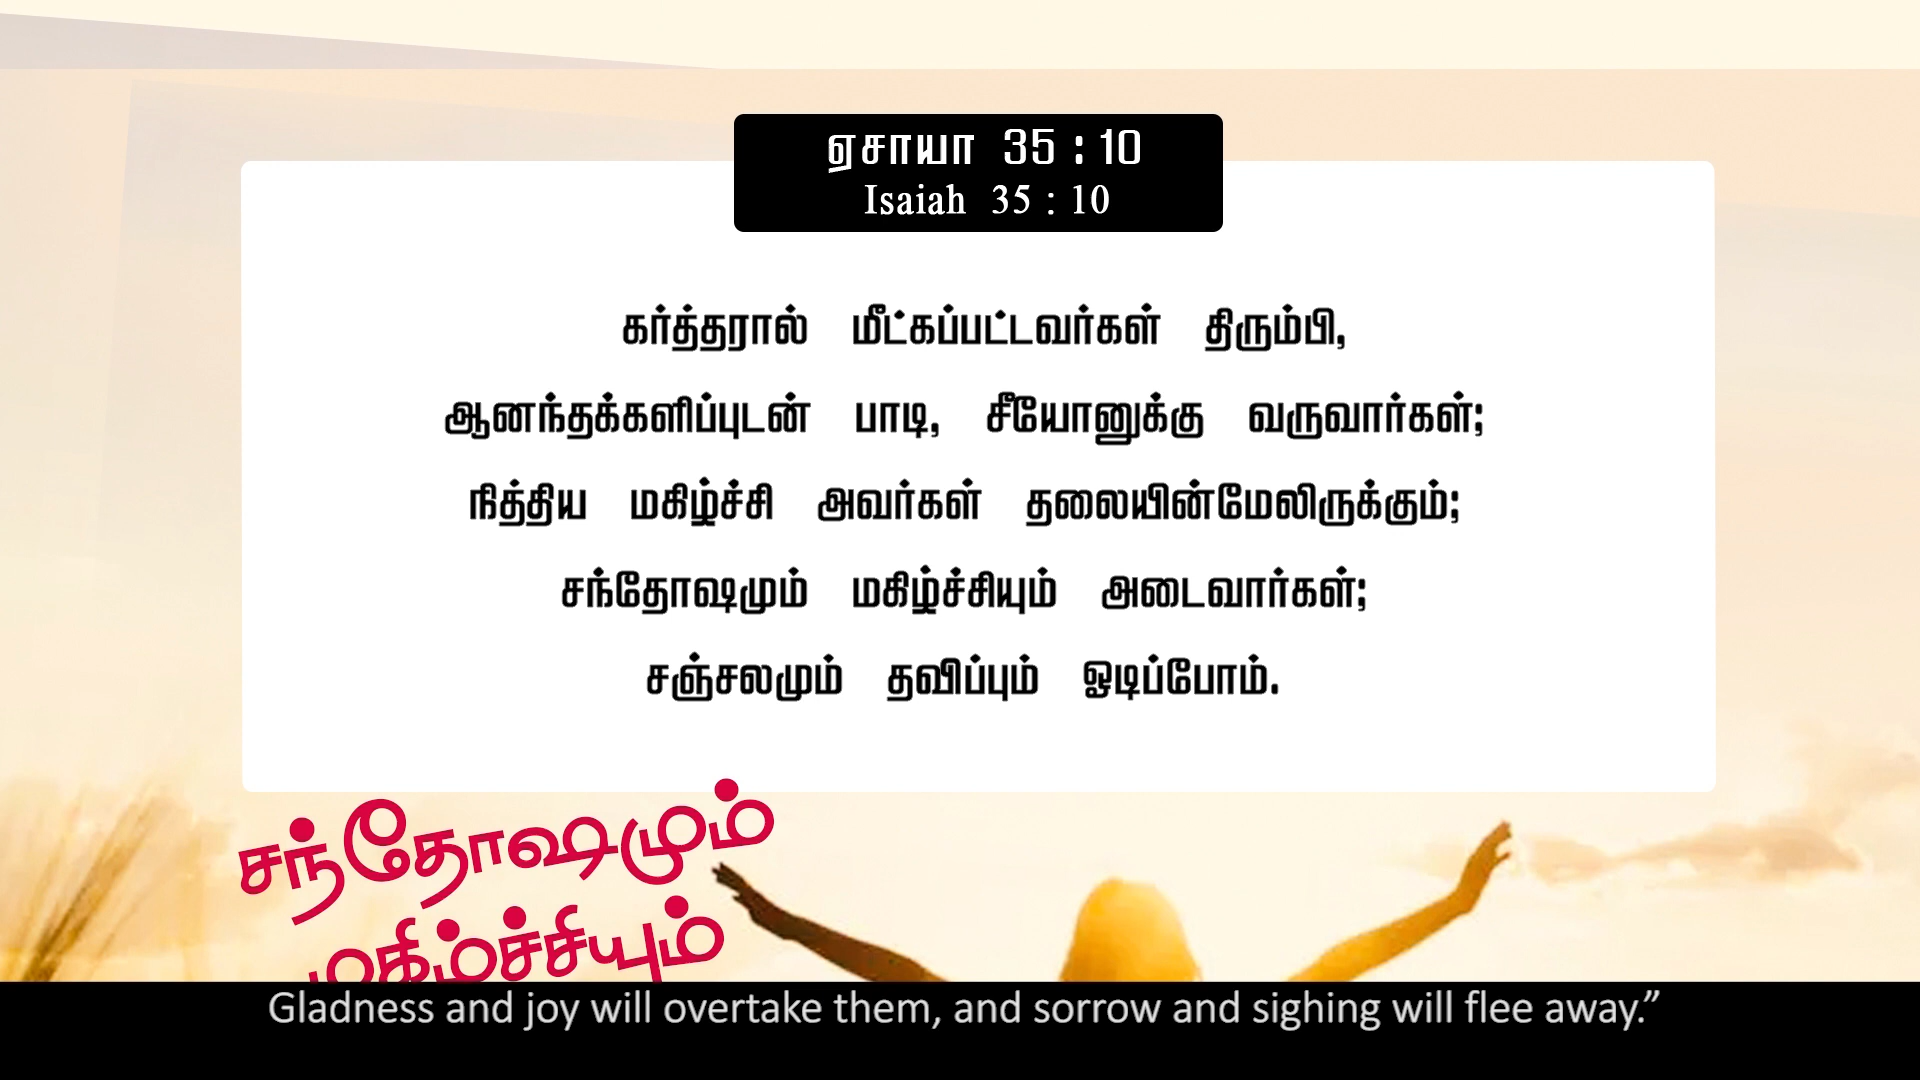 ஏசாயா 35 : 10
Isaiah 35 : 10
கர்த்தரால் மீட்கப்பட்டவர்கள் திரும்பி,
ஆனந்தக்களிப்புடன் பாடி, சீயோனுக்கு வருவார்கள்;
நித்திய மகிழ்ச்சி அவர்கள் தலையின்மேலிருக்கும்;
சந்தோஷமும் மகிழ்ச்சியும் அடைவார்கள்;
சஞ்சலமும் தவிப்பும் ஓடிப்போம்.
சந்தோஷமும்
மகிழ்ச்சியும்
Gladness and joy will overtake them, and sorrow and sighing will flee away.”